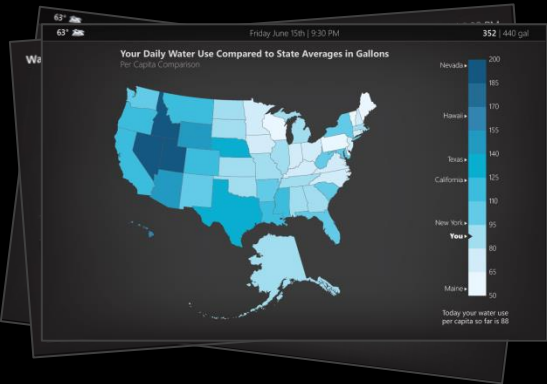 63°
63°
Friday June 15th | 9:30 PM
352 | 440 gal
Wa
Your Daily Water Use Compared to State Averages in Gallons
Per Capita Comparison
Nevada
Hawaii
Texas
California
New York
You
Maine
200
185
170
155
140
125
110
95
80
65
50
Today your water use
per capita so far is 88